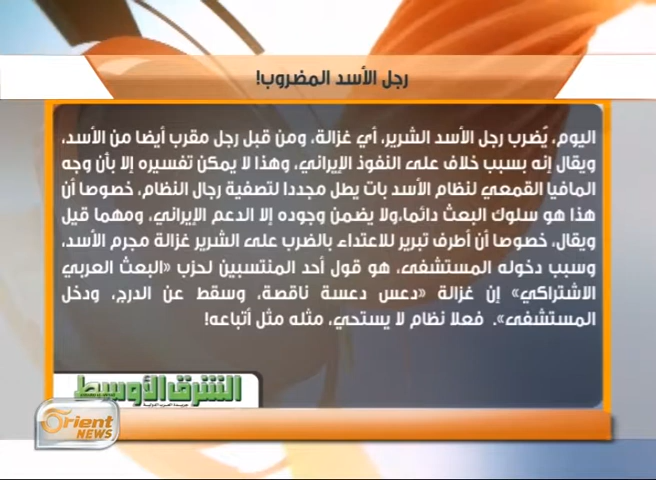 رجل الأسد المضروب!
اليوم، يُضرب رجل الأسد الشرير، أي غزالة، ومن قبل رجل مقرب أيضا من الأسد،
ويقال إنه بسبب خلاف على النفوذ الإيراني، وهذا لا يمكن تفسيره إلا بأن وجه
المافيا القمعي لنظام الأسد بات يطل مجددا لتصفية رجال النظام، خصوصا أن
هذا هو سلوك البعث دائما،ولا يضمن وجوده إلا الدعم الإيراني، ومهما قيل
ويقال، خصوصا أن أطرف تبرير للاعتداء بالضرب على الشرير غزالة مجرم الأسد،
وسبب دخوله المستشفى، هو قول أحد المنتسبين لحزب «البعث العربي
الاشتراكي» إن غزالة «دعس دعسة ناقصة، وسقط عن الدرج، ودخل
المستشفى». فعلا نظام لا يستحي، مثله مثل أتباعه!
الشرق الأوسط
جريدة العرب الدولية
Orient
NEWS